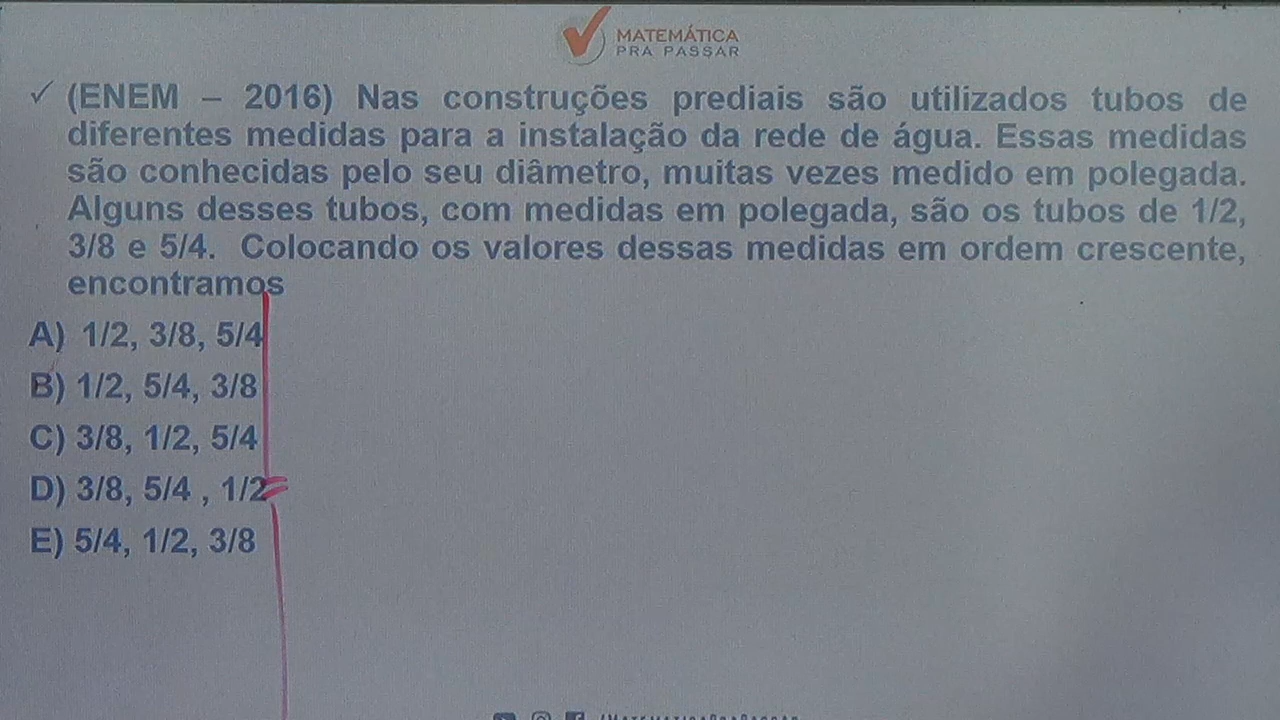 MATEMÁTICA
PRA PASSAR
✓ (ENEM – 2016) Nas construções prediais são utilizados tubos de
diferentes medidas para a instalação da rede de água. Essas medidas
são conhecidas pelo seu diâmetro, muitas vezes medido em polegada.
Alguns desses tubos, com medidas em polegada, são os tubos de 1/2,
3/8 e 5/4. Colocando os valores dessas medidas em ordem crescente,
encontramos
A) 1/2, 3/8, 5/4
B) 1/2, 5/4, 3/8
C) 3/8, 1/2, 5/4
D) 3/8, 5/4 , 1/2
E) 5/4, 1/2, 3/8